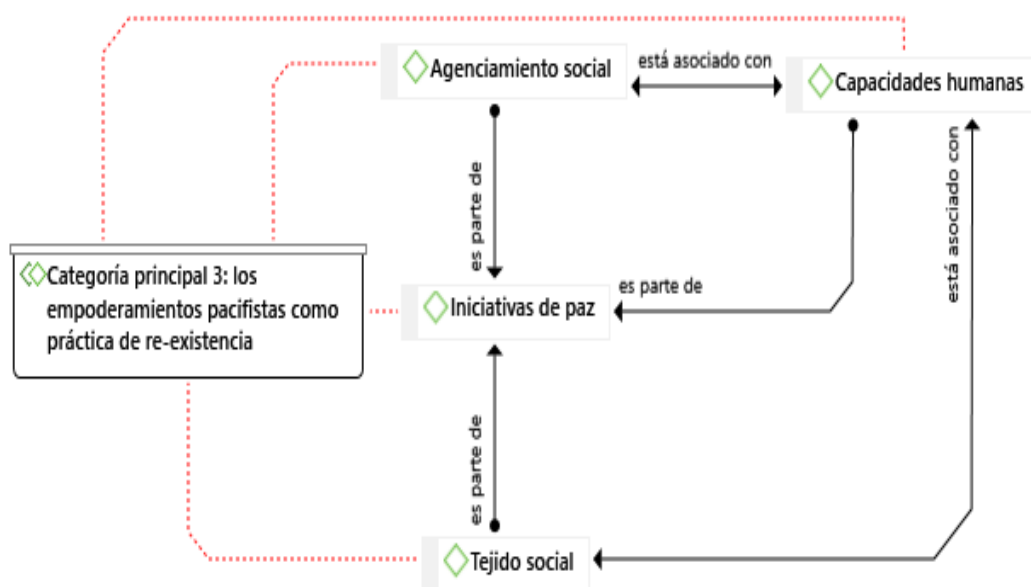 Agenciamiento social
está asociado con
Capacidades humanas
es parte de
está asociado con
Categoría principal 3: los
empoderamientos pacifistas como
práctica de re-existencia
Iniciativas de paz
es parte de
es parte de
Tejido social